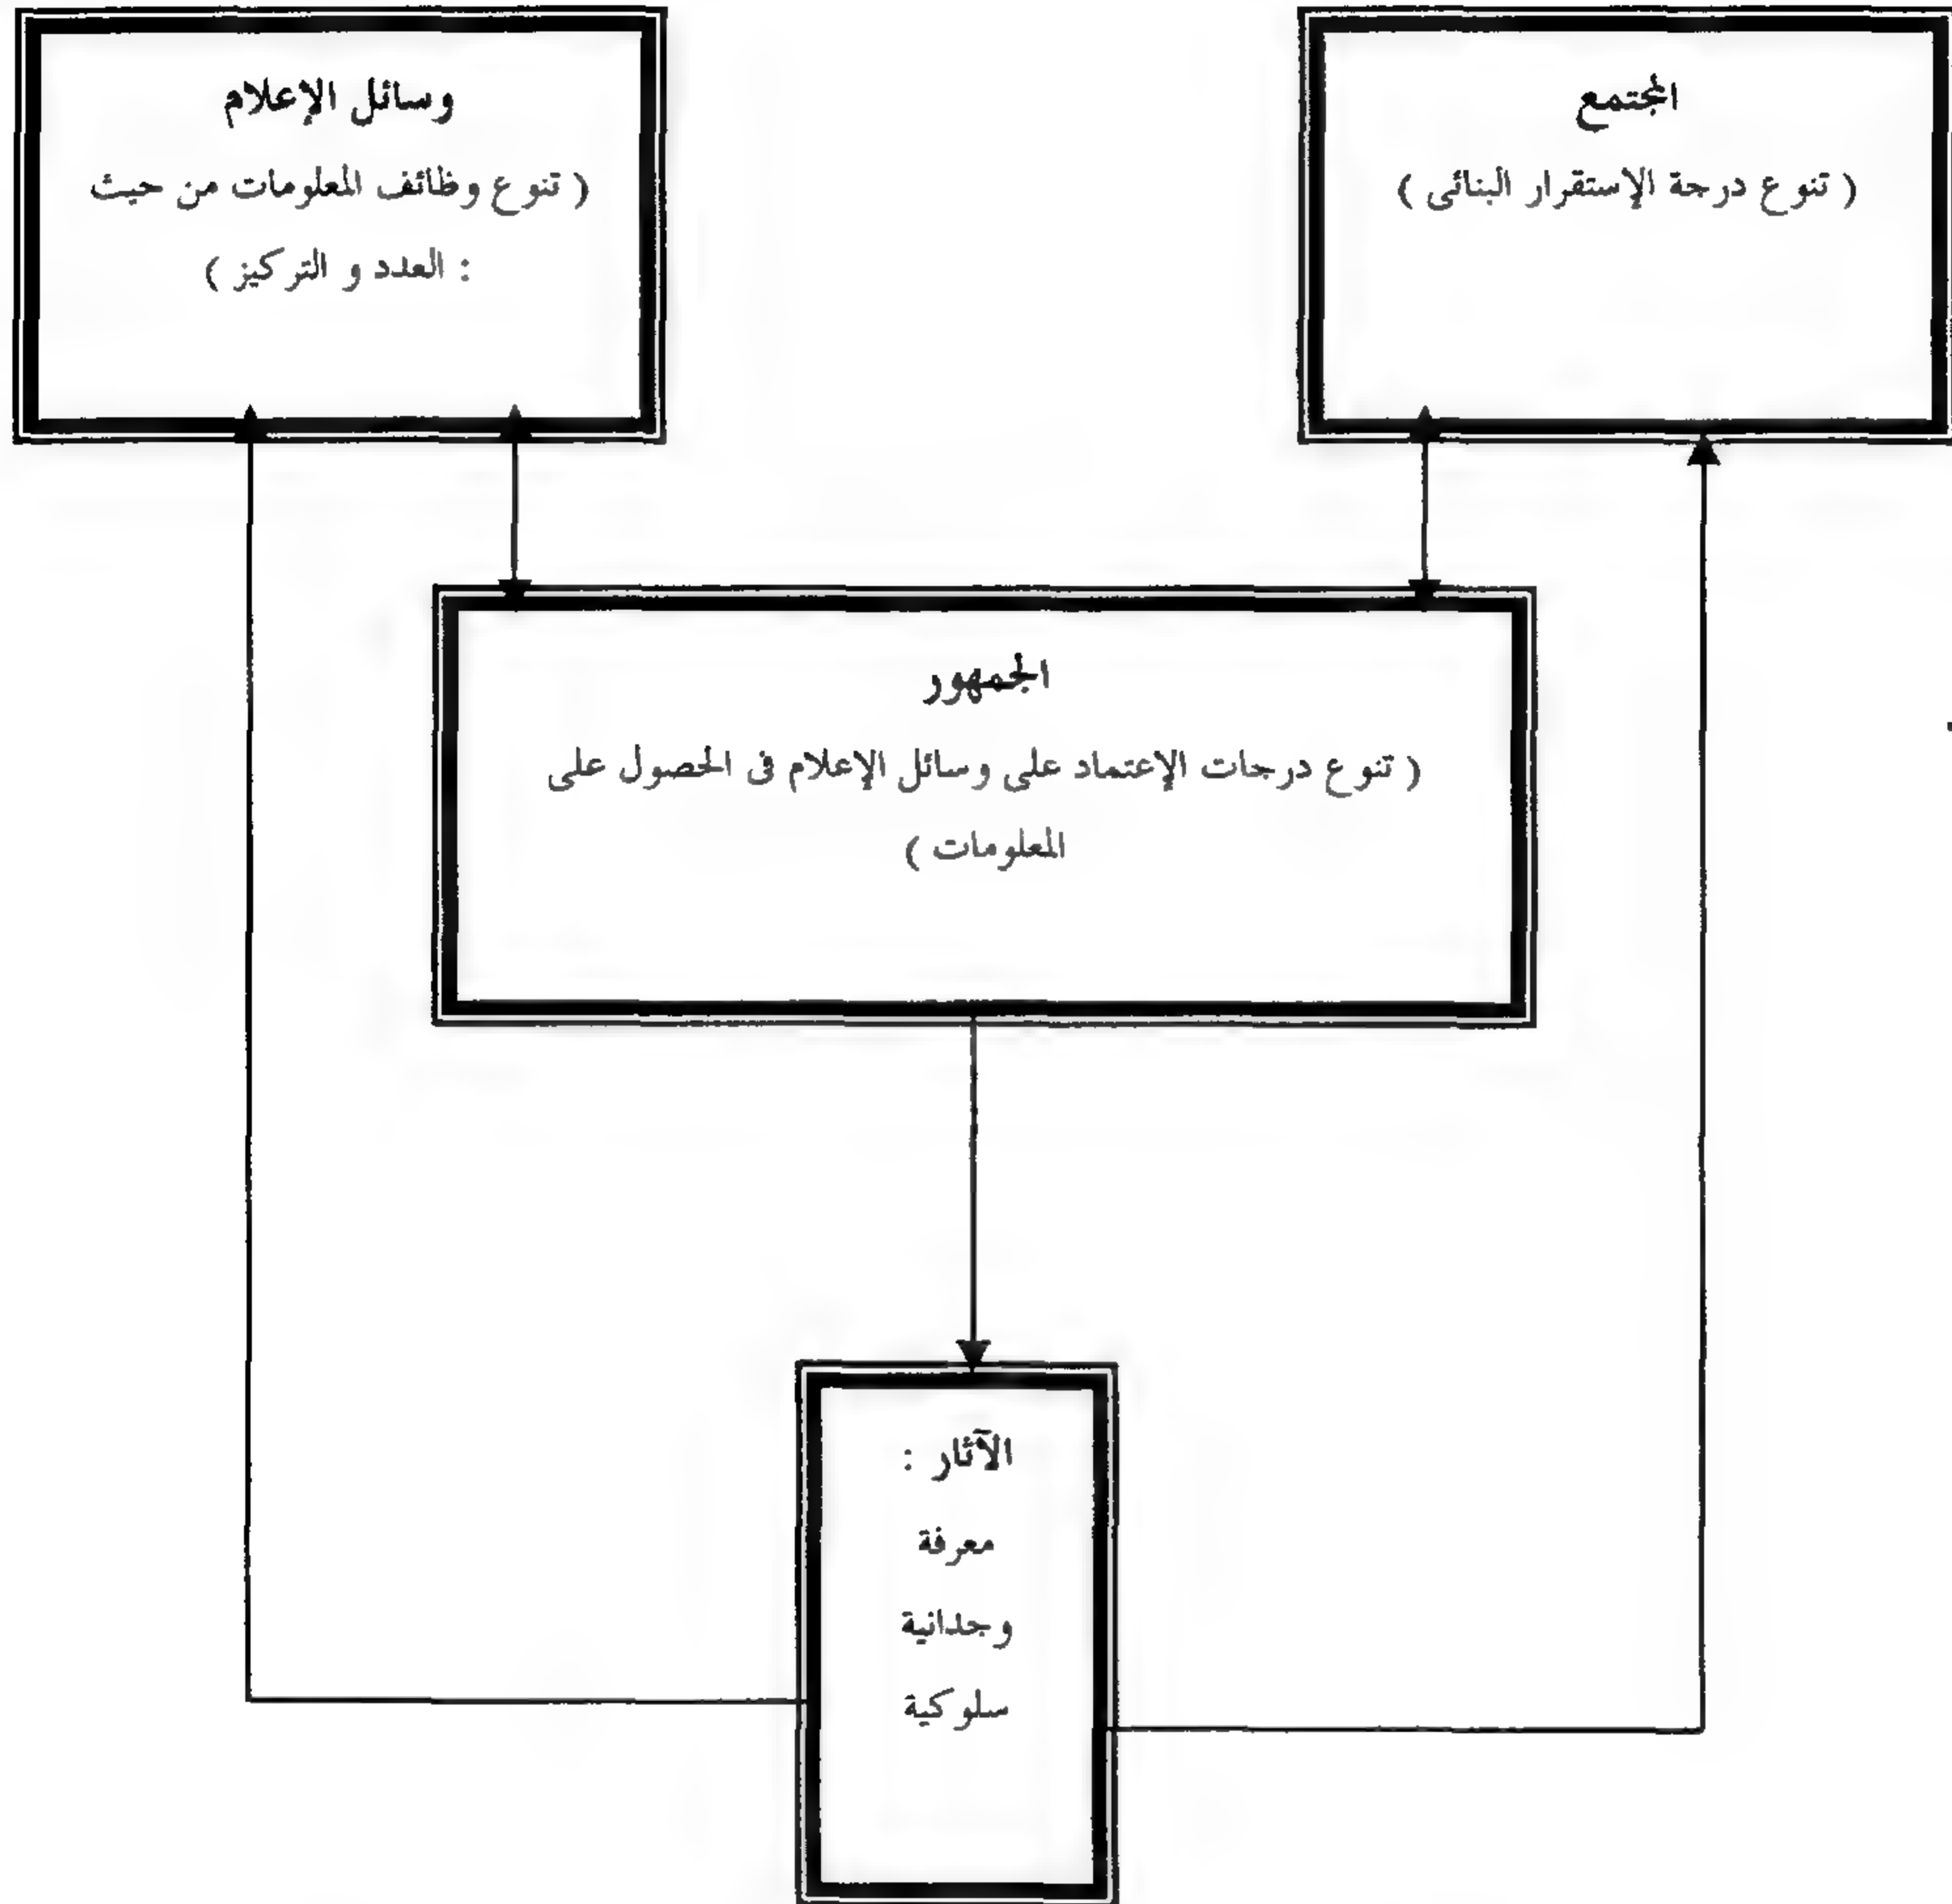 المجتمع
( تنوع درجة الإستقرار البنائى )
وسائل الإعلام
( تنوع وظائف المعلومات من حيث
: العدد و التركيز )
الجمهور
( تنوع درجات الإعتماد على وسائل الإعلام فى الحصول على
المعلومات )
الآثار :
معرفة
وجدانية
سلوكية